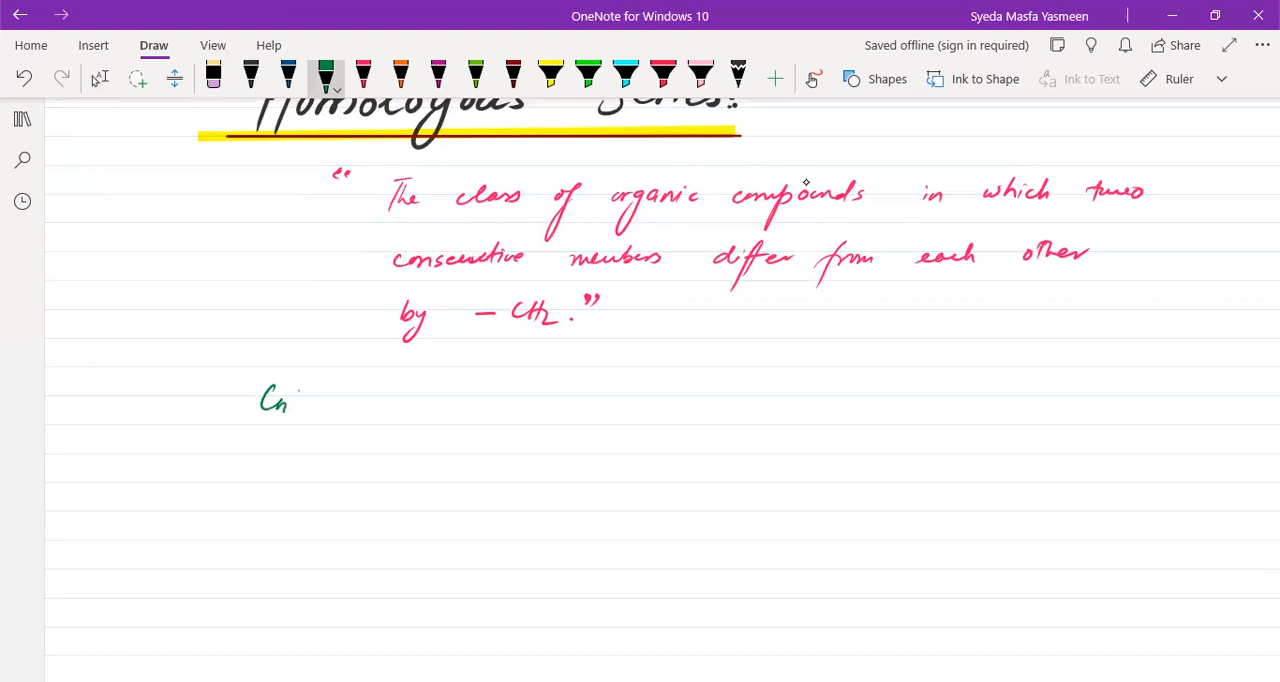 OneNote for Windows 10
Syeda Masfa Yasmeen
Home Insert Draw View Help
Saved offline (sign in required) Share
Shapes Ink to Shape Ink to Text Ruler
Homologous Series:
“ The class of organic compounds in which two
consecutive members differ from each other
by - CH2 . ”
Cn